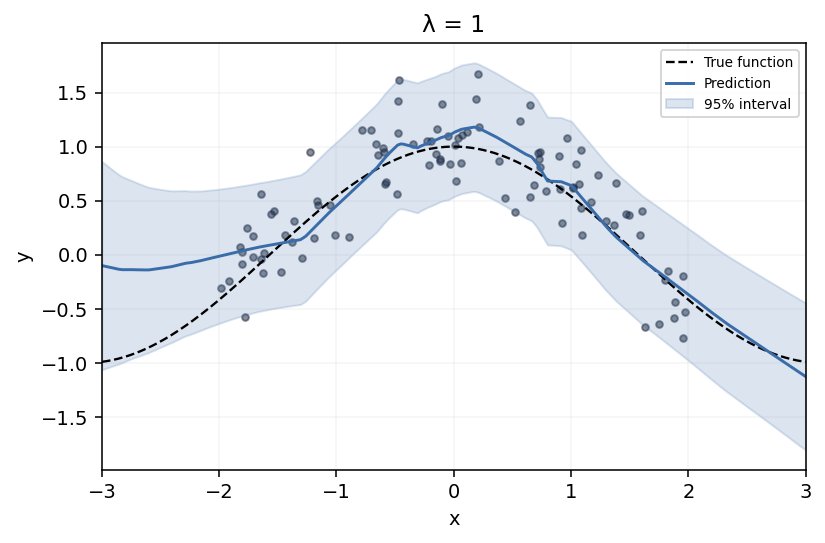 λ = 1
True function
Prediction
95% interval
1.5
1.0
0.5
0.0
−0.5
−1.0
−1.5
y
−3 −2 −1 0 1 2 3
x